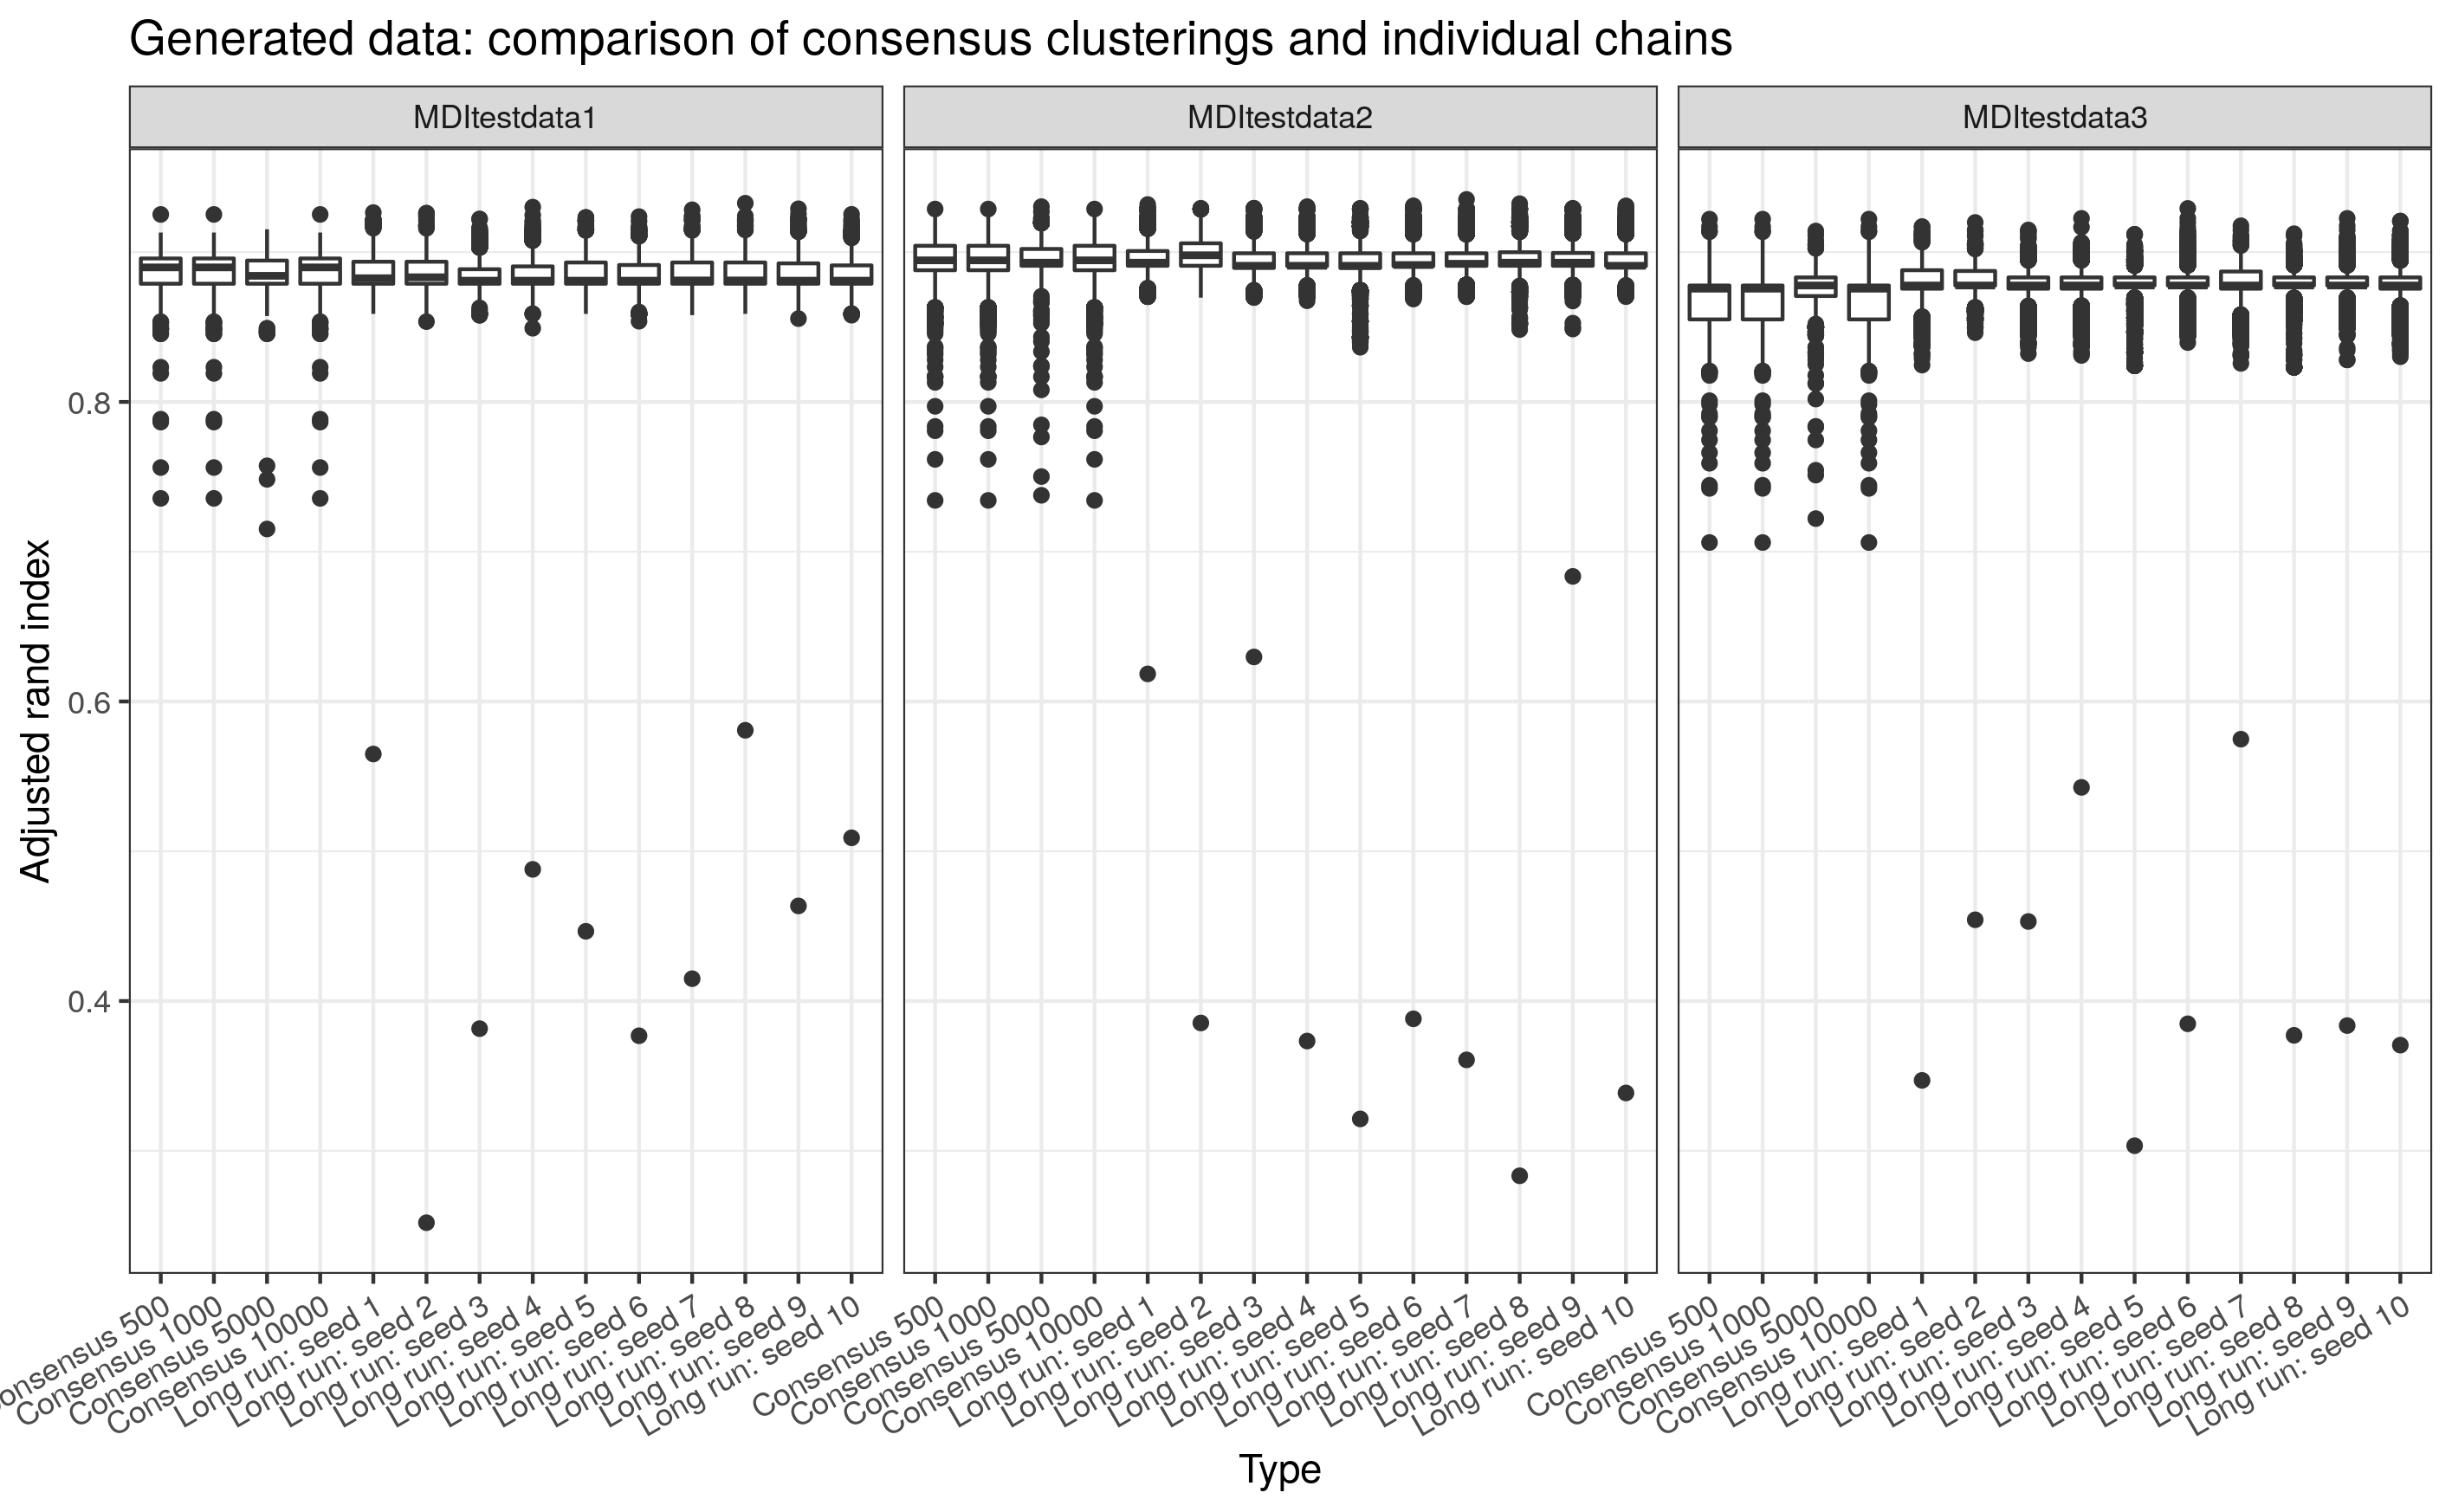 Generated data: comparison of consensus clusterings and individual chains
MDItestdata1
MDItestdata2
MDItestdata3
Adjusted rand index
0.8
0.6
0.4
onsensus 500
Consensus 1000
Consensus 5000
Consensus 10000
Long run: seed 1
Long run: seed 2
Long run: seed 3
Long run: seed 4
Long run: seed 5
Long run: seed 6
Long run: seed 7
Long run: seed 8
Long run: seed 9
Long run: seed 10
Consensus 500
Consensus 1000
Consensus 5000
Consensus 10000
Long run: seed 1
Long run: seed 2
Long run: seed 3
Long run: seed 4
Long run: seed 5
Long run: seed 6
Long run: seed 7
Long run: seed 8
Long run: seed 9
Long run: seed 10
Consensus 500
Consensus 1000
Consensus 5000
Consensus 10000
Long run: seed 1
Long run: seed 2
Long run: seed 3
Long run: seed 4
Long run: seed 5
Long run: seed 6
Long run: seed 7
Long run: seed 8
Long run: seed 9
Long run: seed 10
Type